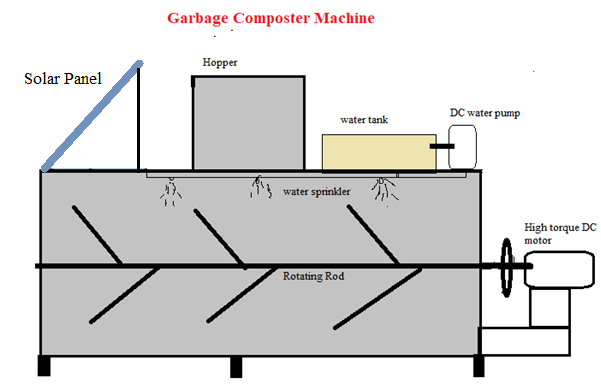 Garbage Composter Machine
Hopper
Solar Panel
water tank
DC water pump
water sprinkler
High torque DC
motor
Rotating Rod